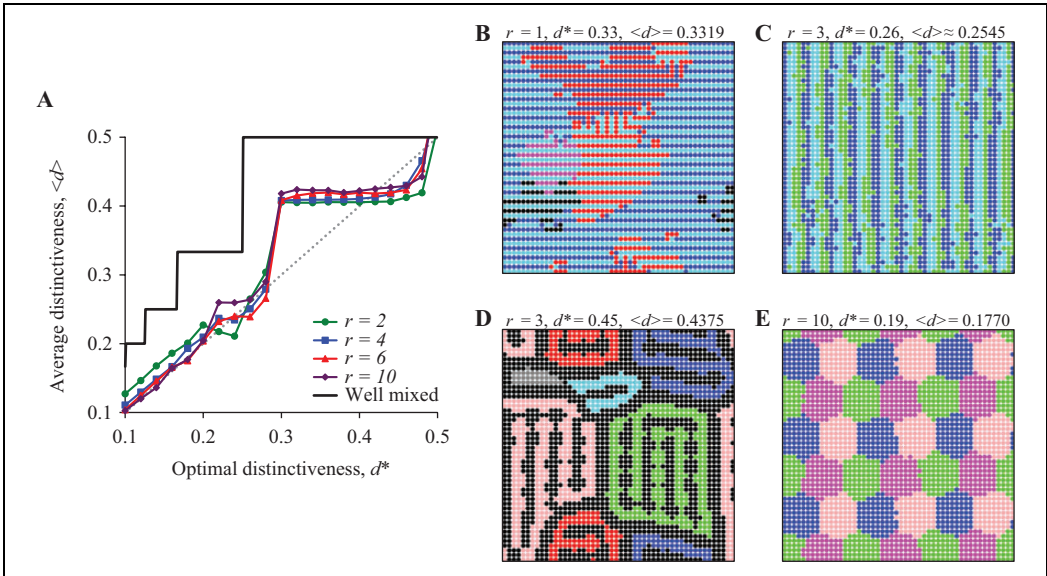 A
Average distinctiveness, <d>
0.5
0.4
0.3
0.2
0.1
0.1 0.2 0.3 0.4 0.5
Optimal distinctiveness, d*
r = 2
r = 4
r = 6
r = 10
Well mixed
B r = 1, d* = 0.33, <d> = 0.3319
C r = 3, d* = 0.26, <d> ≈ 0.2545
D r = 3, d* = 0.45, <d> = 0.4375
E r = 10, d* = 0.19, <d> = 0.1770